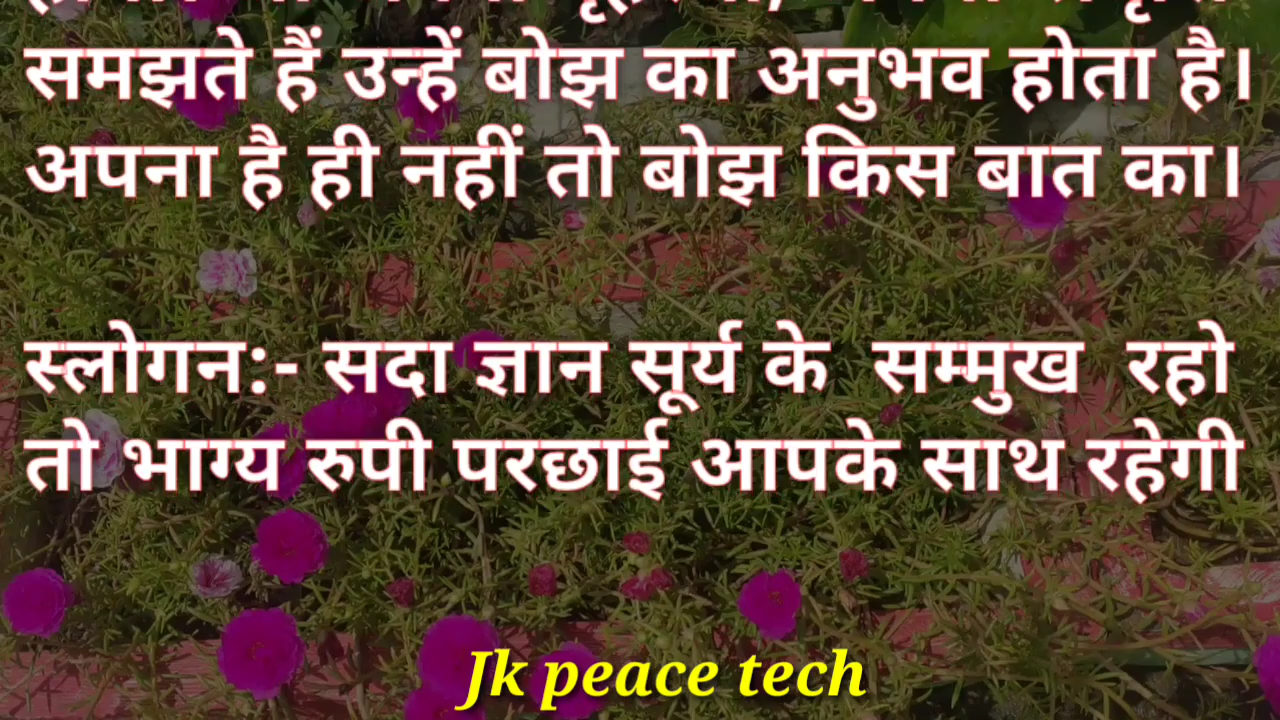 समझते हैं उन्हें बोझ का अनुभव होता है।
अपना है ही नहीं तो बोझ किस बात का।
स्लोगन:- सदा ज्ञान सूर्य के सम्मुख रहो
तो भाग्य रुपी परछाई आपके साथ रहेगी
Jk peace tech